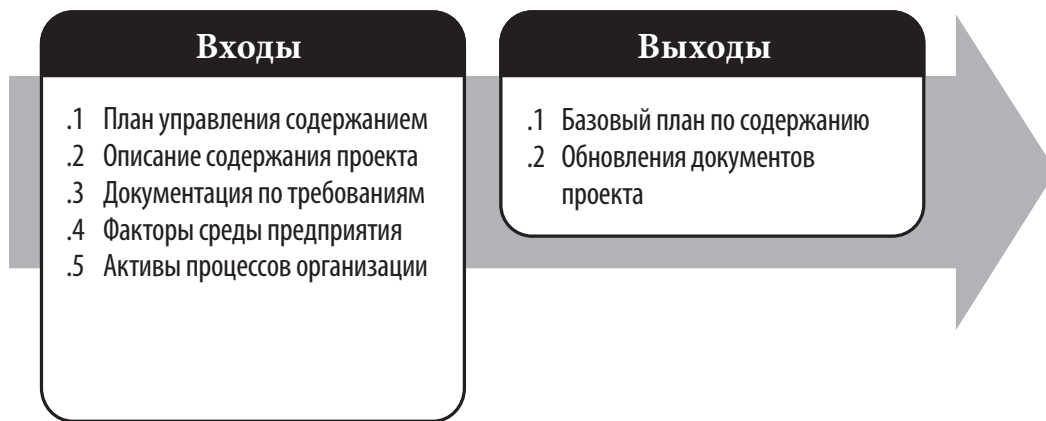 Входы
.1 План управления содержанием
.2 Описание содержания проекта
.3 Документация по требованиям
.4 Факторы среды предприятия
.5 Активы процессов организации
Выходы
.1 Базовый план по содержанию
.2 Обновления документов
проекта